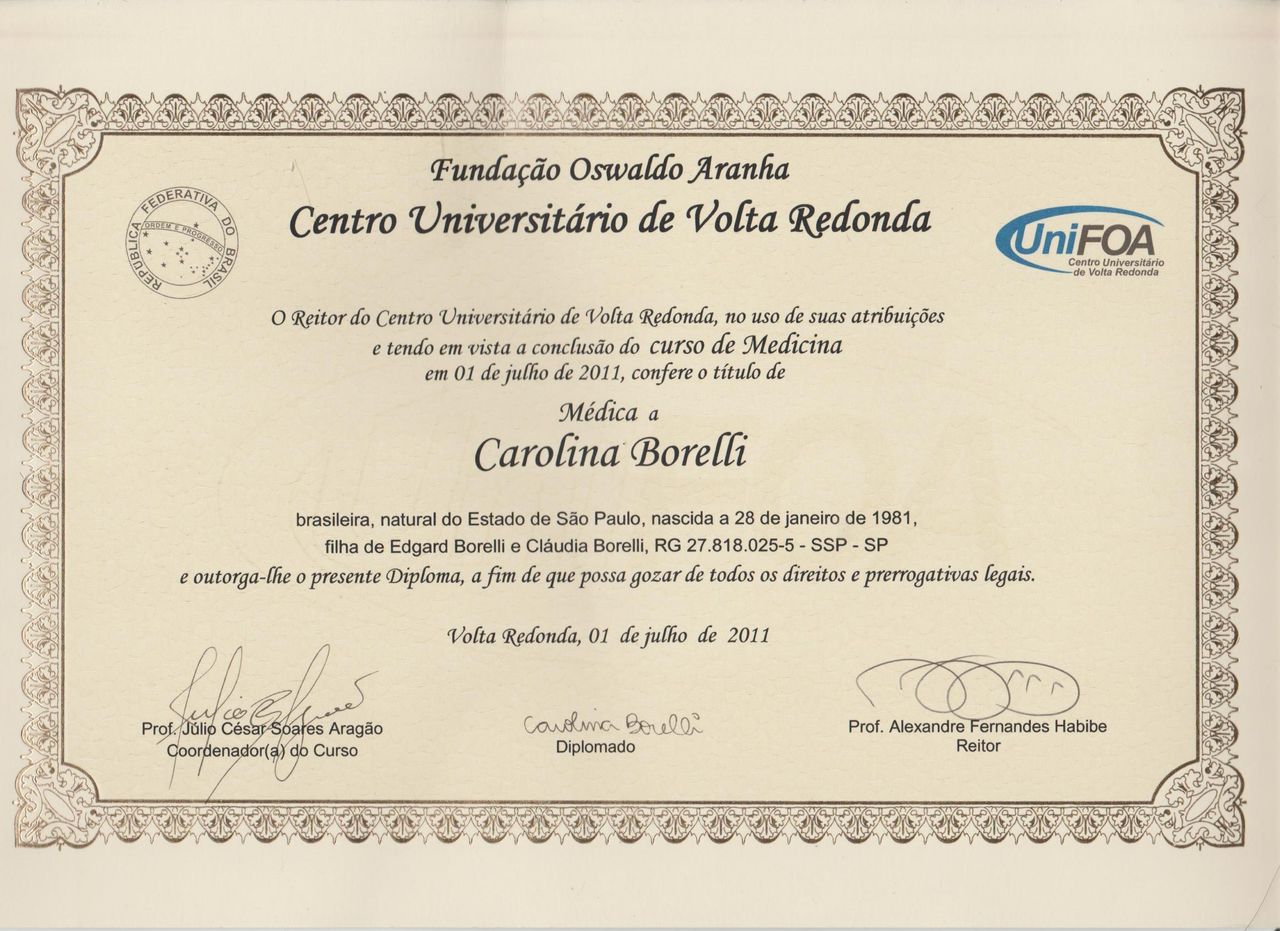 Fundação Oswaldo Aranha
Centro Universitário de Volta Redonda
REPÚBLICA FEDERATIVA DO BRASIL
ORDEM E PROGRESSO
UniFOA
Centro Universitário
de Volta Redonda
O Reitor do Centro Universitário de Volta Redonda, no uso de suas atribuições
e tendo em vista a conclusão do curso de Medicina
em 01 de julho de 2011, confere o título de
Médica a
Carolina Borelli
brasileira, natural do Estado de São Paulo, nascida a 28 de janeiro de 1981,
filha de Edgard Borelli e Cláudia Borelli, RG 27.818.025-5 - SSP - SP
e outorga-lhe o presente Diploma, a fim de que possa gozar de todos os direitos e prerrogativas legais.
Volta Redonda, 01 de julho de 2011
Prof. Júlio César Soares Aragão
Coordenador(a) do Curso
Carolina Borelli
Diplomado
Prof. Alexandre Fernandes Habibe
Reitor